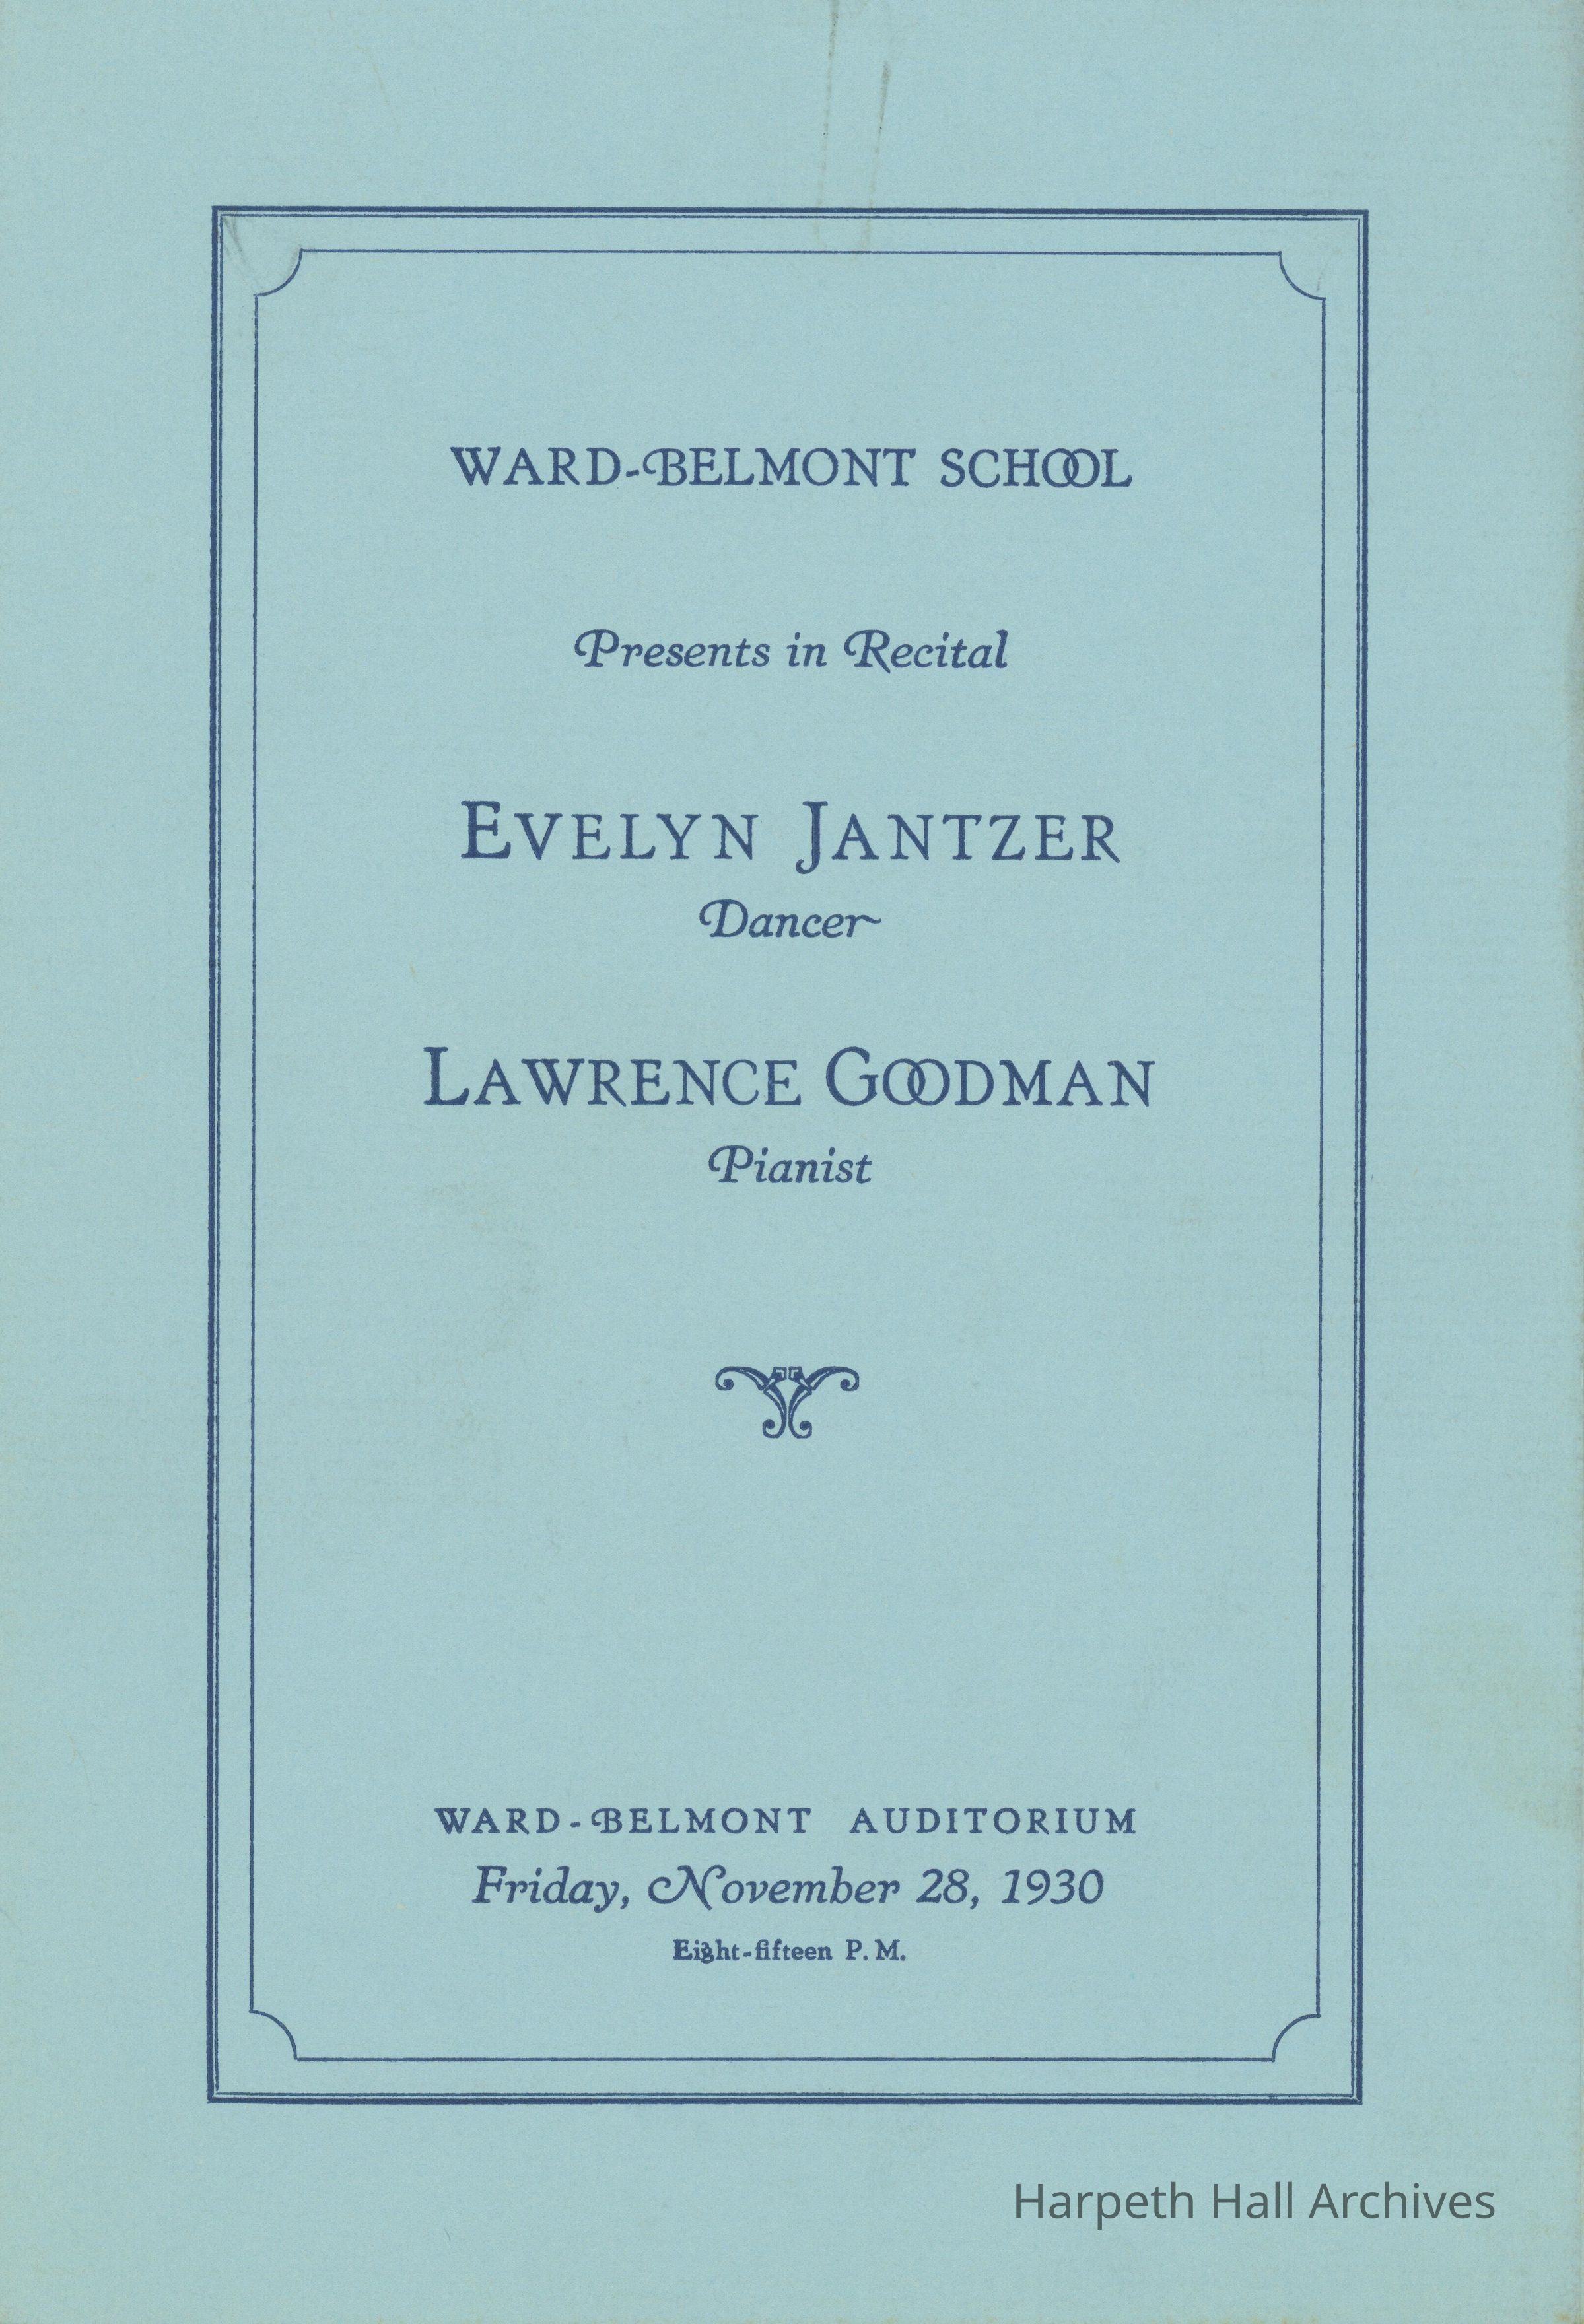 WARD-BELMONT SCHOOL
Presents in Recital
EVELYN JANTZER
Dancer
LAWRENCE GOODMAN
Pianist
WARD-BELMONT AUDITORIUM
Friday, November 28, 1930
Eight-fifteen P. M.
Harpeth Hall Archives